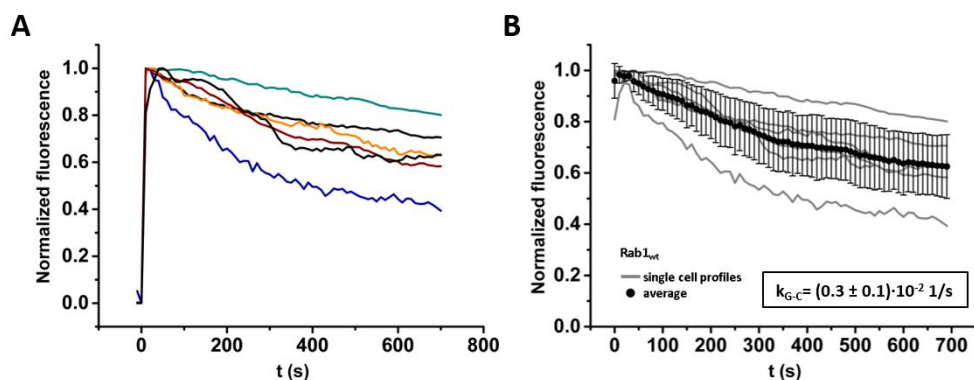 A
Normalized fluorescence
1.0
0.8
0.6
0.4
0.2
0.0
0 200 400 600 800
t (s)
B
Normalized fluorescence
1.0
0.8
0.6
0.4
0.2
0.0
Rab1wt
single cell profiles
average
kG-C= (0.3 ± 0.1)·10-2 1/s
0 100 200 300 400 500 600 700
t (s)